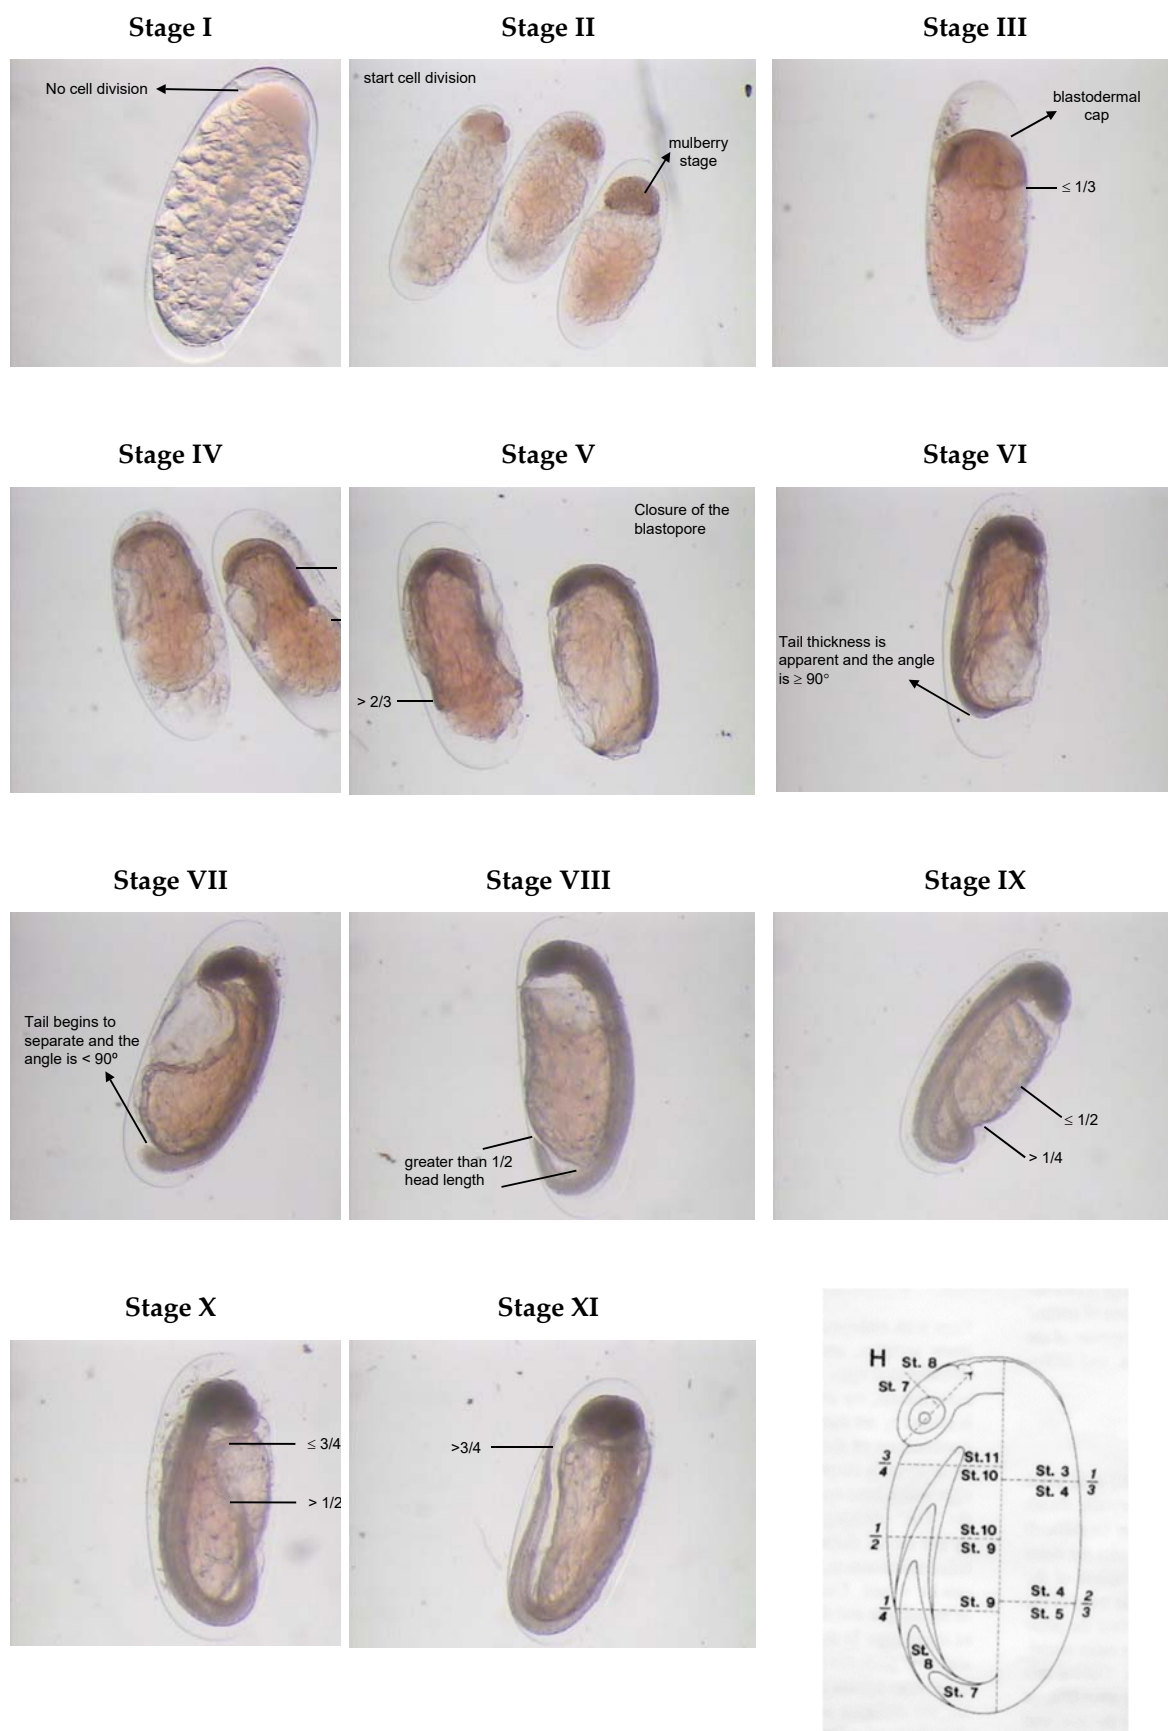 Stage I
Stage II
Stage III
No cell division
start cell division
mulberry
stage
blastodermal
cap
≤ 1/3
Stage IV
Stage V
Stage VI
Closure of the
blastopore
> 2/3
Tail thickness is
apparent and the angle
is ≥ 90°
Stage VII
Stage VIII
Stage IX
Tail begins to
separate and the
angle is < 90º
greater than 1/2
head length
≤ 1/2
> 1/4
Stage X
Stage XI
≤ 3/4
> 1/2
>3/4
H St. 8
St. 7
3/4
St.11
St.10
St. 3
St. 4
1/3
1/2
St.10
St. 9
1/4
St. 9
St. 4
St. 5
2/3
St.
8
St. 7